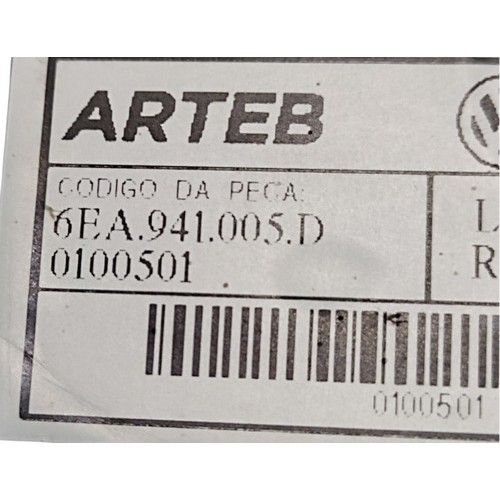 ARTEB
CODIGO DA PECA:
6EA.941.005.D
0100501
L
R
0100501